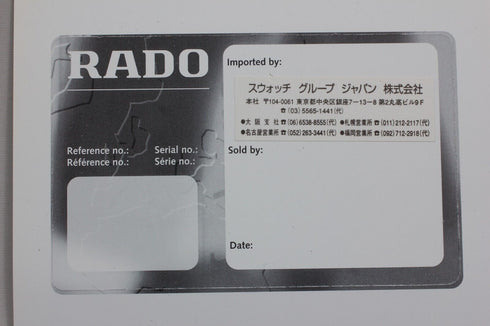 RADO
Imported by:
スウォッチ グループ ジャパン 株式会社
本社 〒104-0061 東京都中央区銀座7-13-8 第2丸高ビル9F
☎(03) 5565-1441(代)
●大阪支社 ☎(06)6538-8555(代) ●札幌営業所 ☎(011)212-2117(代)
●名古屋営業所 ☎(052)263-3441(代) ●福岡営業所 ☎(092)712-2918(代)
Reference no.: Serial no.:
Référence no.: Série no.:
Sold by:
Date: